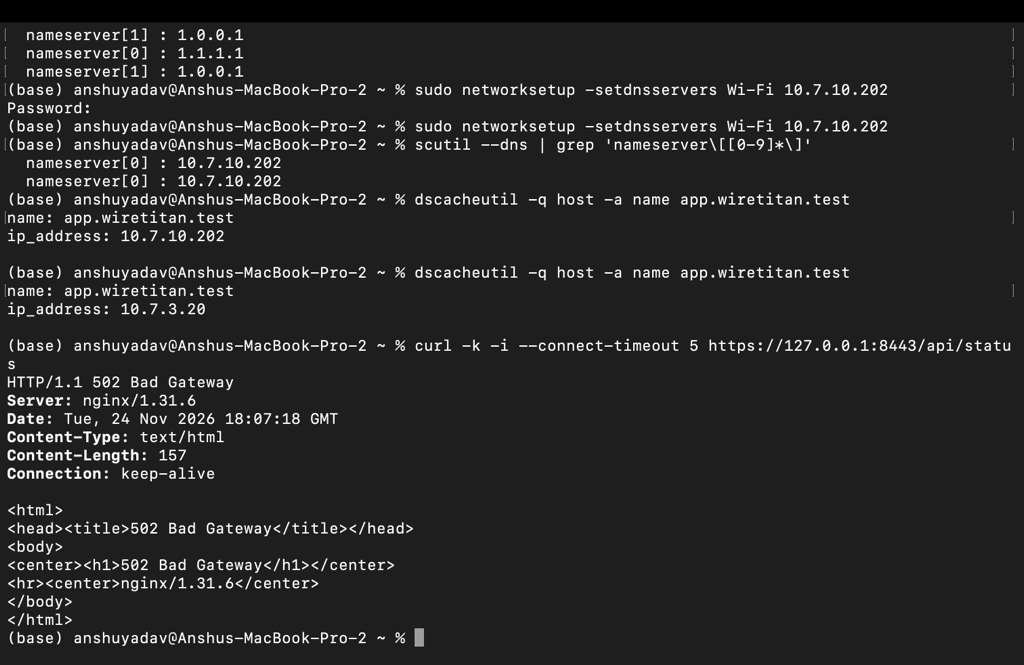 nameserver[1] : 1.0.0.1
nameserver[0] : 1.1.1.1
nameserver[1] : 1.0.0.1
(base) anshuyadav@Anshus-MacBook-Pro-2 ~ % sudo networksetup -setdnsservers Wi-Fi 10.7.10.202
Password:
(base) anshuyadav@Anshus-MacBook-Pro-2 ~ % sudo networksetup -setdnsservers Wi-Fi 10.7.10.202
(base) anshuyadav@Anshus-MacBook-Pro-2 ~ % scutil --dns | grep 'nameserver\[[0-9]*\]'
nameserver[0] : 10.7.10.202
nameserver[0] : 10.7.10.202
(base) anshuyadav@Anshus-MacBook-Pro-2 ~ % dscacheutil -q host -a name app.wiretitan.test
name: app.wiretitan.test
ip_address: 10.7.10.202
(base) anshuyadav@Anshus-MacBook-Pro-2 ~ % dscacheutil -q host -a name app.wiretitan.test
name: app.wiretitan.test
ip_address: 10.7.3.20
(base) anshuyadav@Anshus-MacBook-Pro-2 ~ % curl -k -i --connect-timeout 5 https://127.0.0.1:8443/api/statu
s
HTTP/1.1 502 Bad Gateway
Server: nginx/1.31.6
Date: Tue, 24 Nov 2026 18:07:18 GMT
Content-Type: text/html
Content-Length: 157
Connection: keep-alive
<html>
<head><title>502 Bad Gateway</title></head>
<body>
<center><h1>502 Bad Gateway</h1></center>
<hr><center>nginx/1.31.6</center>
</body>
</html>
(base) anshuyadav@Anshus-MacBook-Pro-2 ~ %